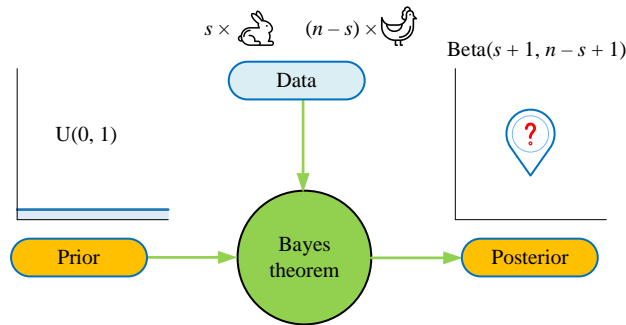 s × (n – s) ×
Beta(s + 1, n – s + 1)
Data
U(0, 1)
?
Prior
Bayes
theorem
Posterior